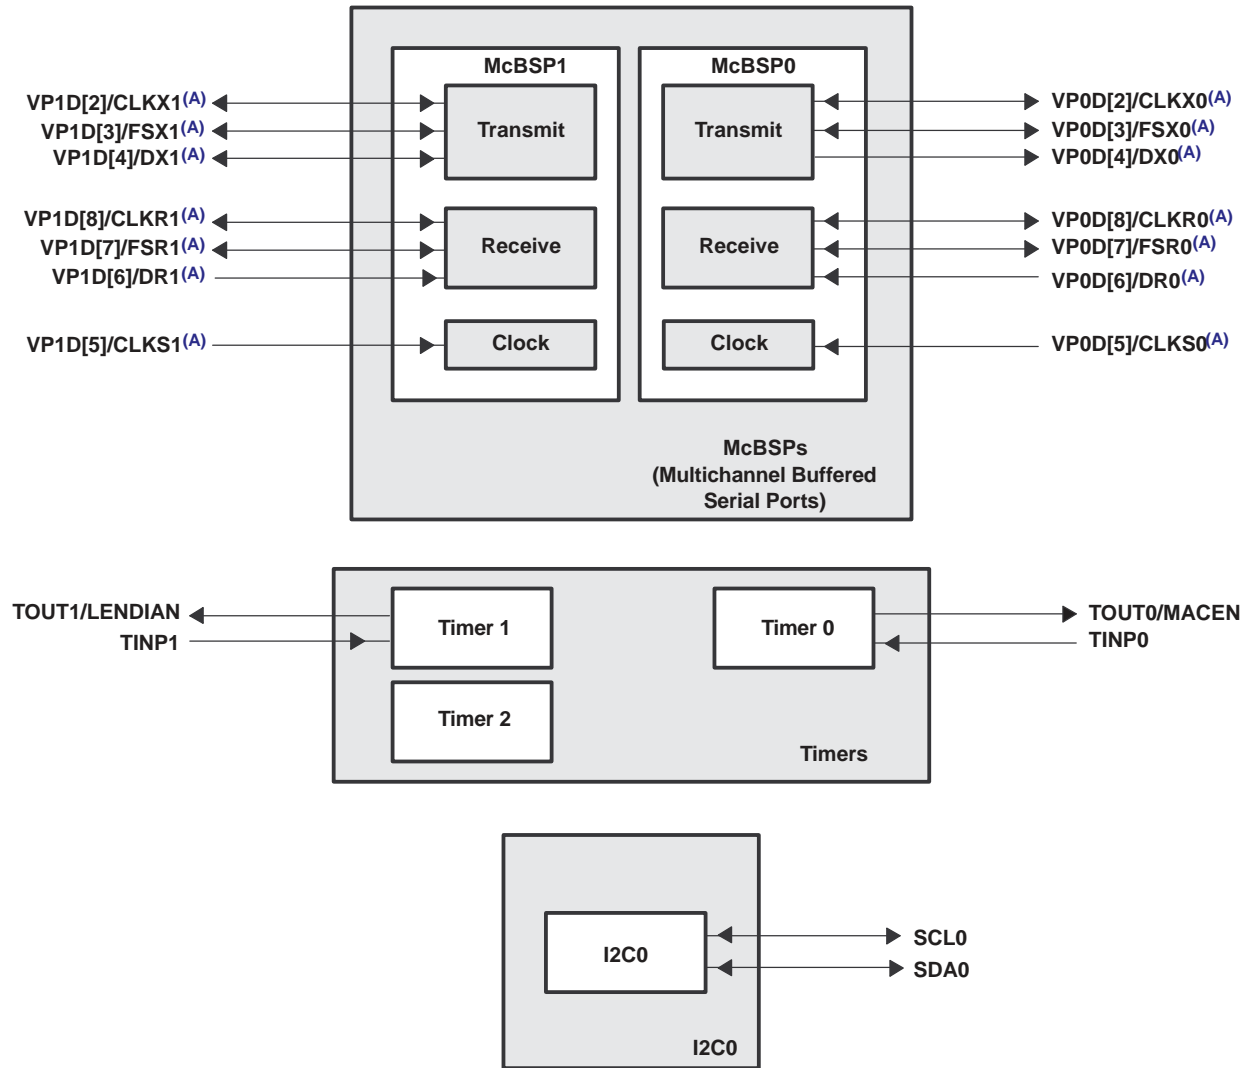 McBSP1
McBSP0
VP1D[2]/CLKX1(A)
VP1D[3]/FSX1(A)
VP1D[4]/DX1(A)
Transmit
Transmit
VP0D[2]/CLKX0(A)
VP0D[3]/FSX0(A)
VP0D[4]/DX0(A)
VP1D[8]/CLKR1(A)
VP1D[7]/FSR1(A)
VP1D[6]/DR1(A)
Receive
Receive
VP0D[8]/CLKR0(A)
VP0D[7]/FSR0(A)
VP0D[6]/DR0(A)
VP1D[5]/CLKS1(A)
Clock
Clock
VP0D[5]/CLKS0(A)
McBSPs
(Multichannel Buffered
Serial Ports)
TOUT1/LENDIAN
TINP1
Timer 1
Timer 0
TOUT0/MACEN
TINP0
Timer 2
Timers
I2C0
SCL0
SDA0
I2C0